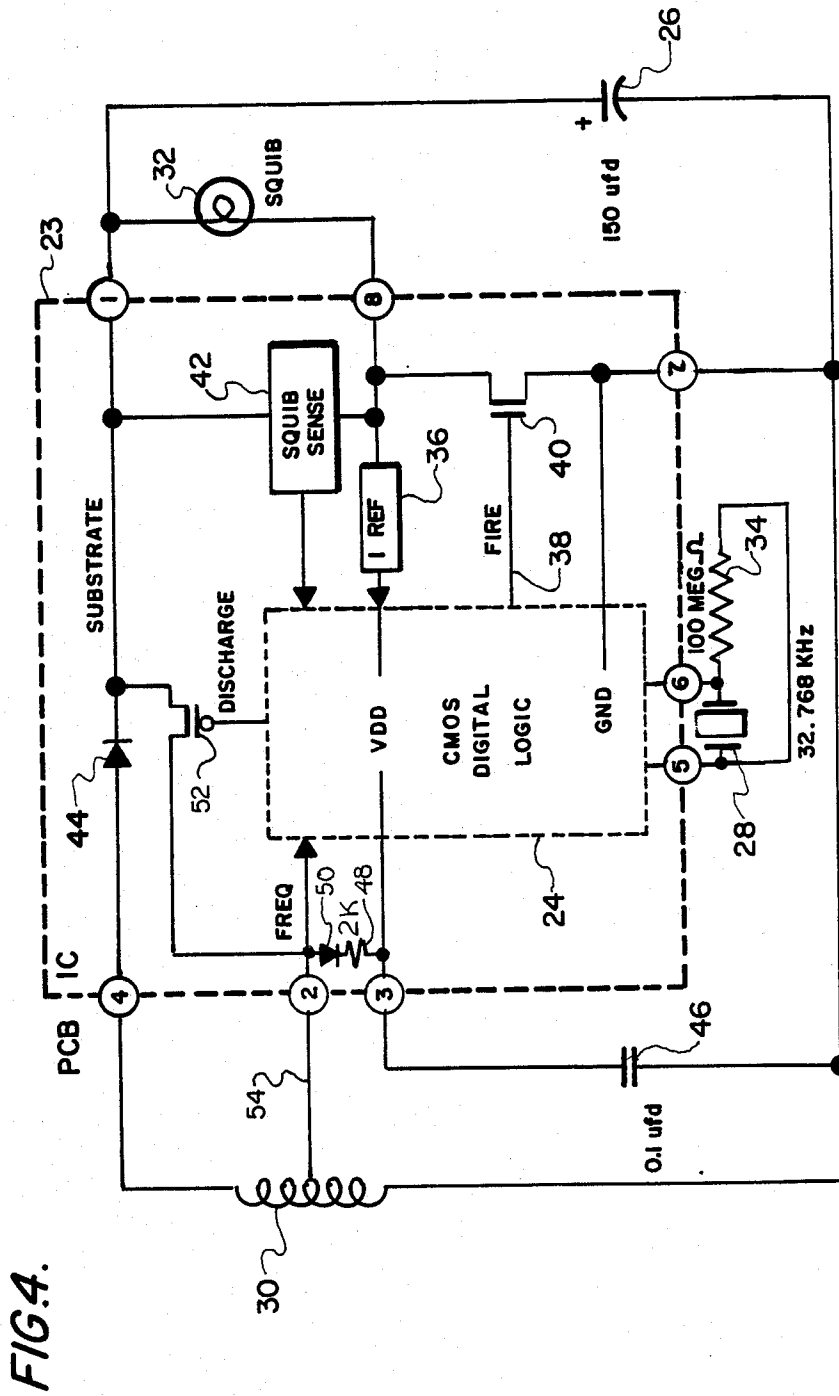 FIG.4.
PCB
IC
23
4
44
SUBSTRATE
1
32
SQUIB
42
SQUIB
SENSE
52
DISCHARGE
54
2
FREQ
50
2K
48
3
VDD
CMOS
DIGITAL
LOGIC
GND
24
I REF
36
8
FIRE
38
40
30
46
0.1 ufd
5
6
28
100 MEG Ω
34
32.768 KHz
Z
150 ufd
+
26